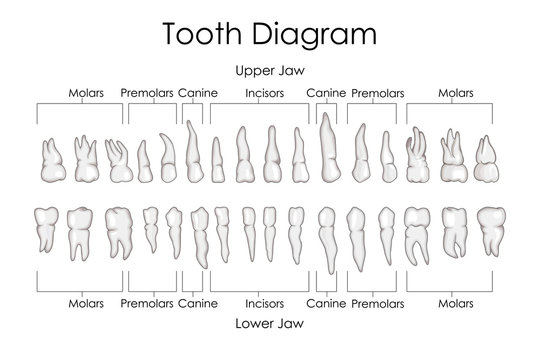 Tooth Diagram
Upper Jaw
Molars Premolars Canine Incisors Canine Premolars Molars
Molars Premolars Canine Incisors Canine Premolars Molars
Lower Jaw